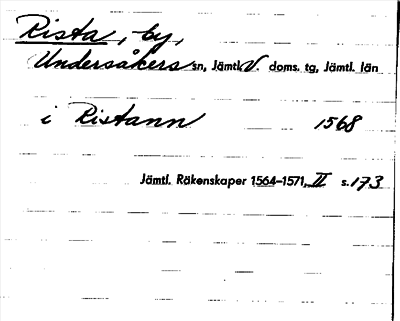 Rista, by,
Undersåkers sn, Jämtl. V. doms. tg, Jämtl. län
i Ristann 1568
Jämtl. Räkenskaper 1564–1571, II s. 173